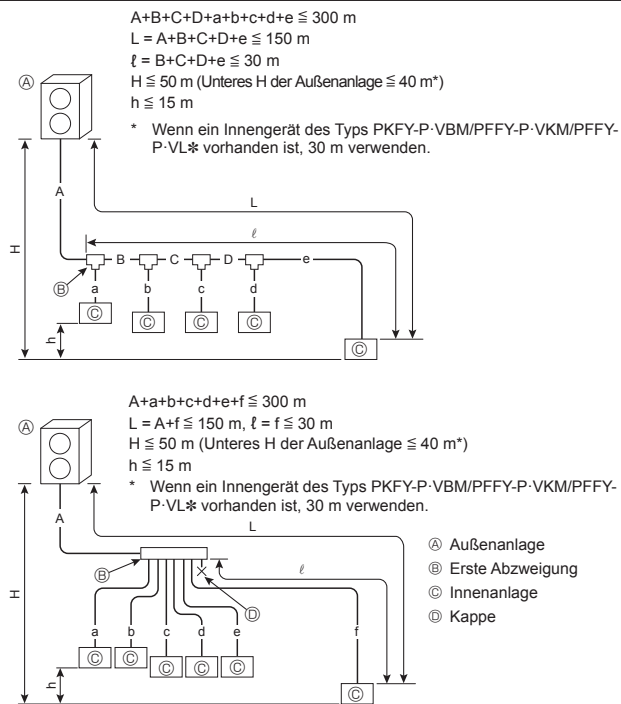 A+B+C+D+a+b+c+d+e ≦ 300 m
L = A+B+C+D+e ≦ 150 m
ℓ = B+C+D+e ≦ 30 m
H ≦ 50 m (Unteres H der Außenanlage ≦ 40 m*)
h ≦ 15 m
* Wenn ein Innengerät des Typs PKFY-P·VBM/PFFY-P·VKM/PFFY-
P·VL✽ vorhanden ist, 30 m verwenden.
Ⓐ
A
L
H
ℓ
B C D e
Ⓑ
a b c d
Ⓒ Ⓒ Ⓒ Ⓒ
h
Ⓒ
A+a+b+c+d+e+f ≦ 300 m
L = A+f ≦ 150 m, ℓ = f ≦ 30 m
H ≦ 50 m (Unteres H der Außenanlage ≦ 40 m*)
h ≦ 15 m
* Wenn ein Innengerät des Typs PKFY-P·VBM/PFFY-P·VKM/PFFY-
P·VL✽ vorhanden ist, 30 m verwenden.
Ⓐ
A
L
H
Ⓑ
ℓ
Ⓓ
a b c d e f
Ⓒ Ⓒ Ⓒ Ⓒ Ⓒ
h
Ⓒ
Ⓐ Außenanlage
Ⓑ Erste Abzweigung
Ⓒ Innenanlage
Ⓓ Kappe